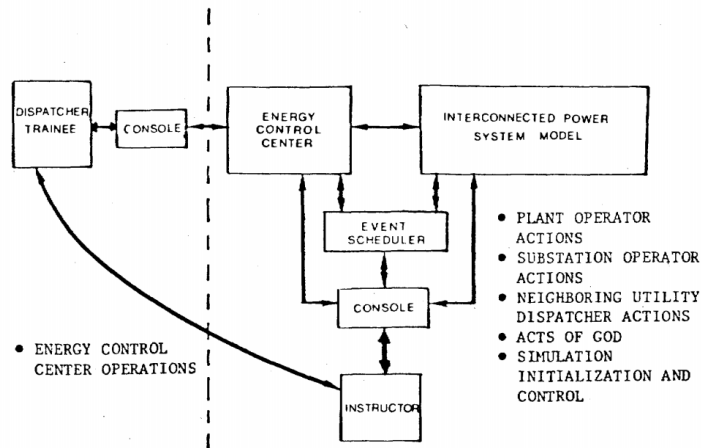 DISPATCHER
TRAINEE
CONSOLE
ENERGY
CONTROL
CENTER
INTERCONNECTED POWER
SYSTEM MODEL
EVENT
SCHEDULER
CONSOLE
INSTRUCTOR
• ENERGY CONTROL
CENTER OPERATIONS
• PLANT OPERATOR
ACTIONS
• SUBSTATION OPERATOR
ACTIONS
• NEIGHBORING UTILITY
DISPATCHER ACTIONS
• ACTS OF GOD
• SIMULATION
INITIALIZATION AND
CONTROL